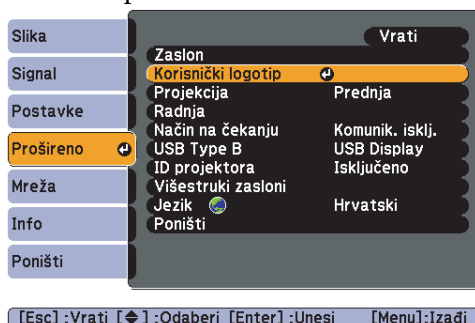 Slika
Signal
Postavke
Prošireno
Mreža
Info
Poništi
Vrati
Zaslon
Korisnički logotip
Projekcija Prednja
Radnja
Način na čekanju Komunik. isklj.
USB Type B USB Display
ID projektora Isključeno
Višestruki zasloni
Jezik Hrvatski
Poništi
[Esc] :Vrati [ ] :Odaberi [Enter] :Unesi [Menu]:Izađi